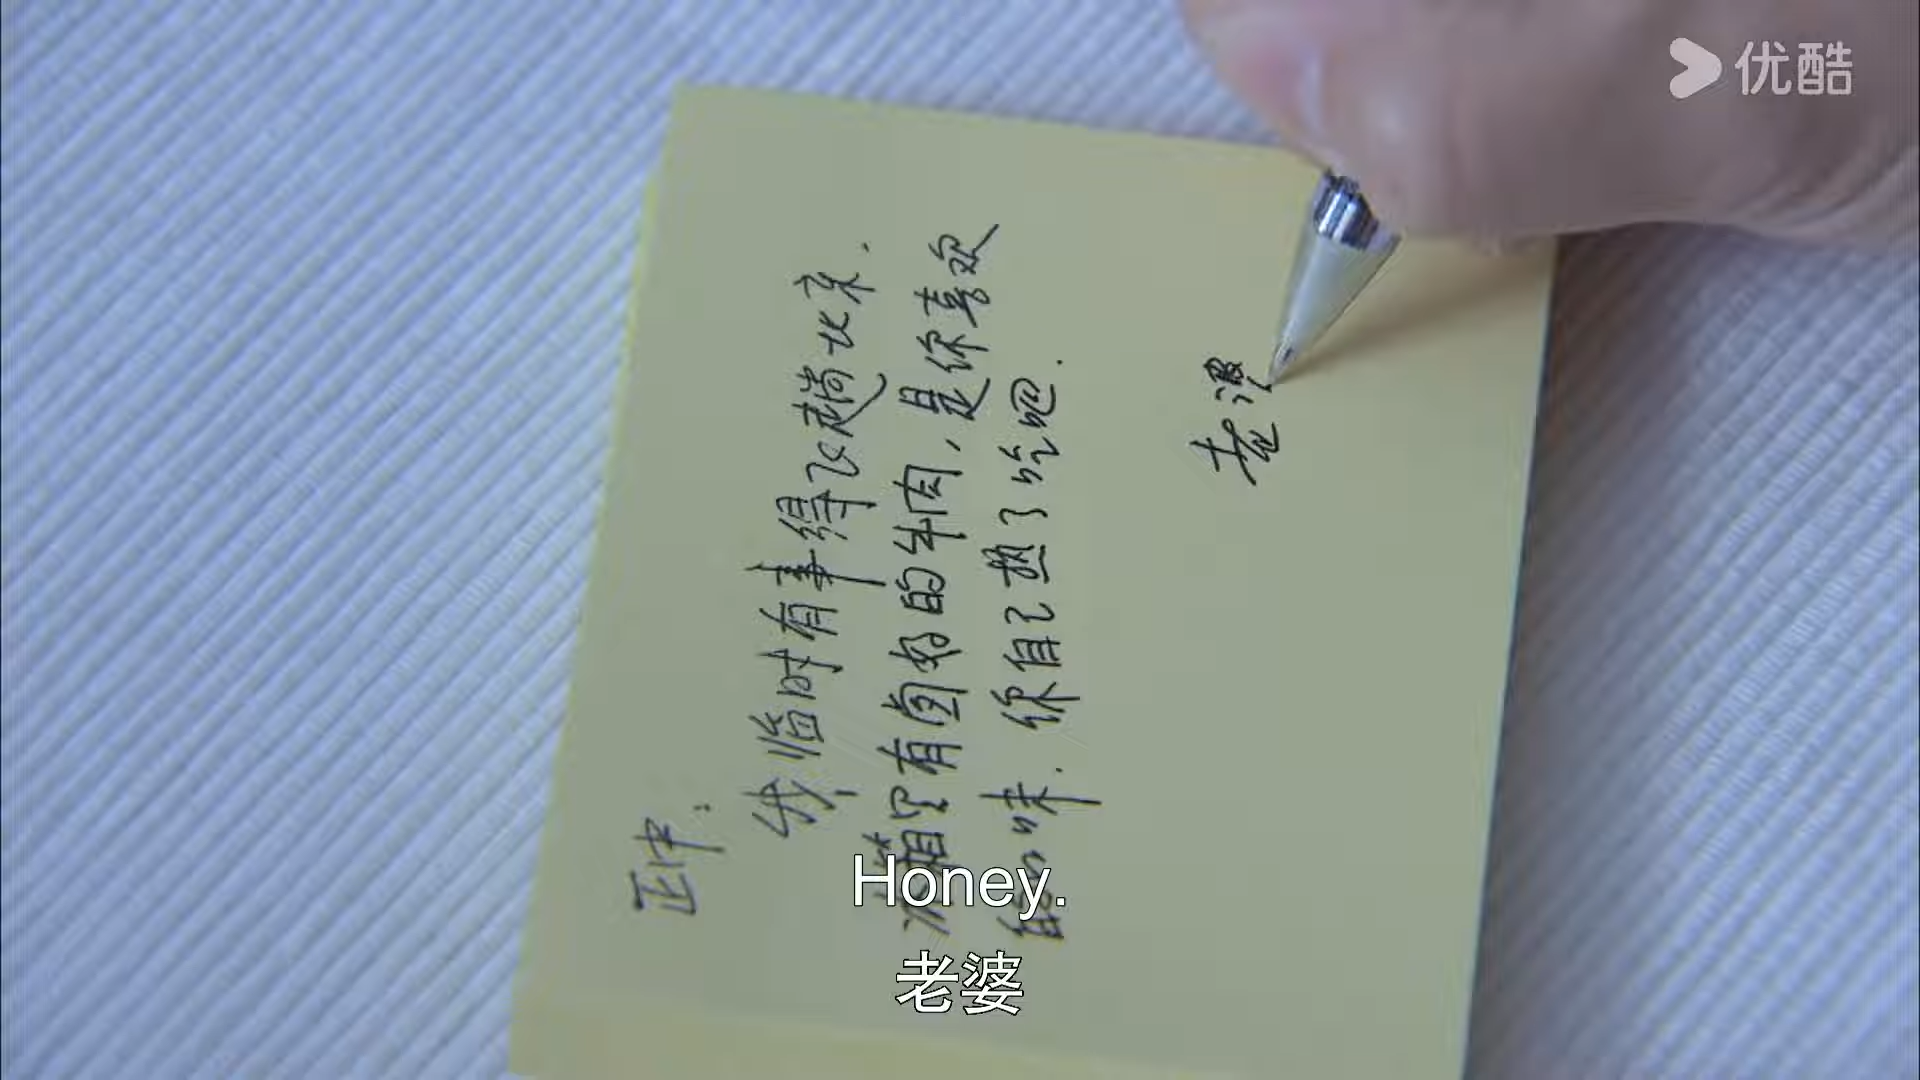 优酷
正中:
我临时有事得飞趟北京.
冰箱里有卤好的牛肉,是你喜欢
的口味.你自己热了吃吧.
老婆
Honey.
老婆